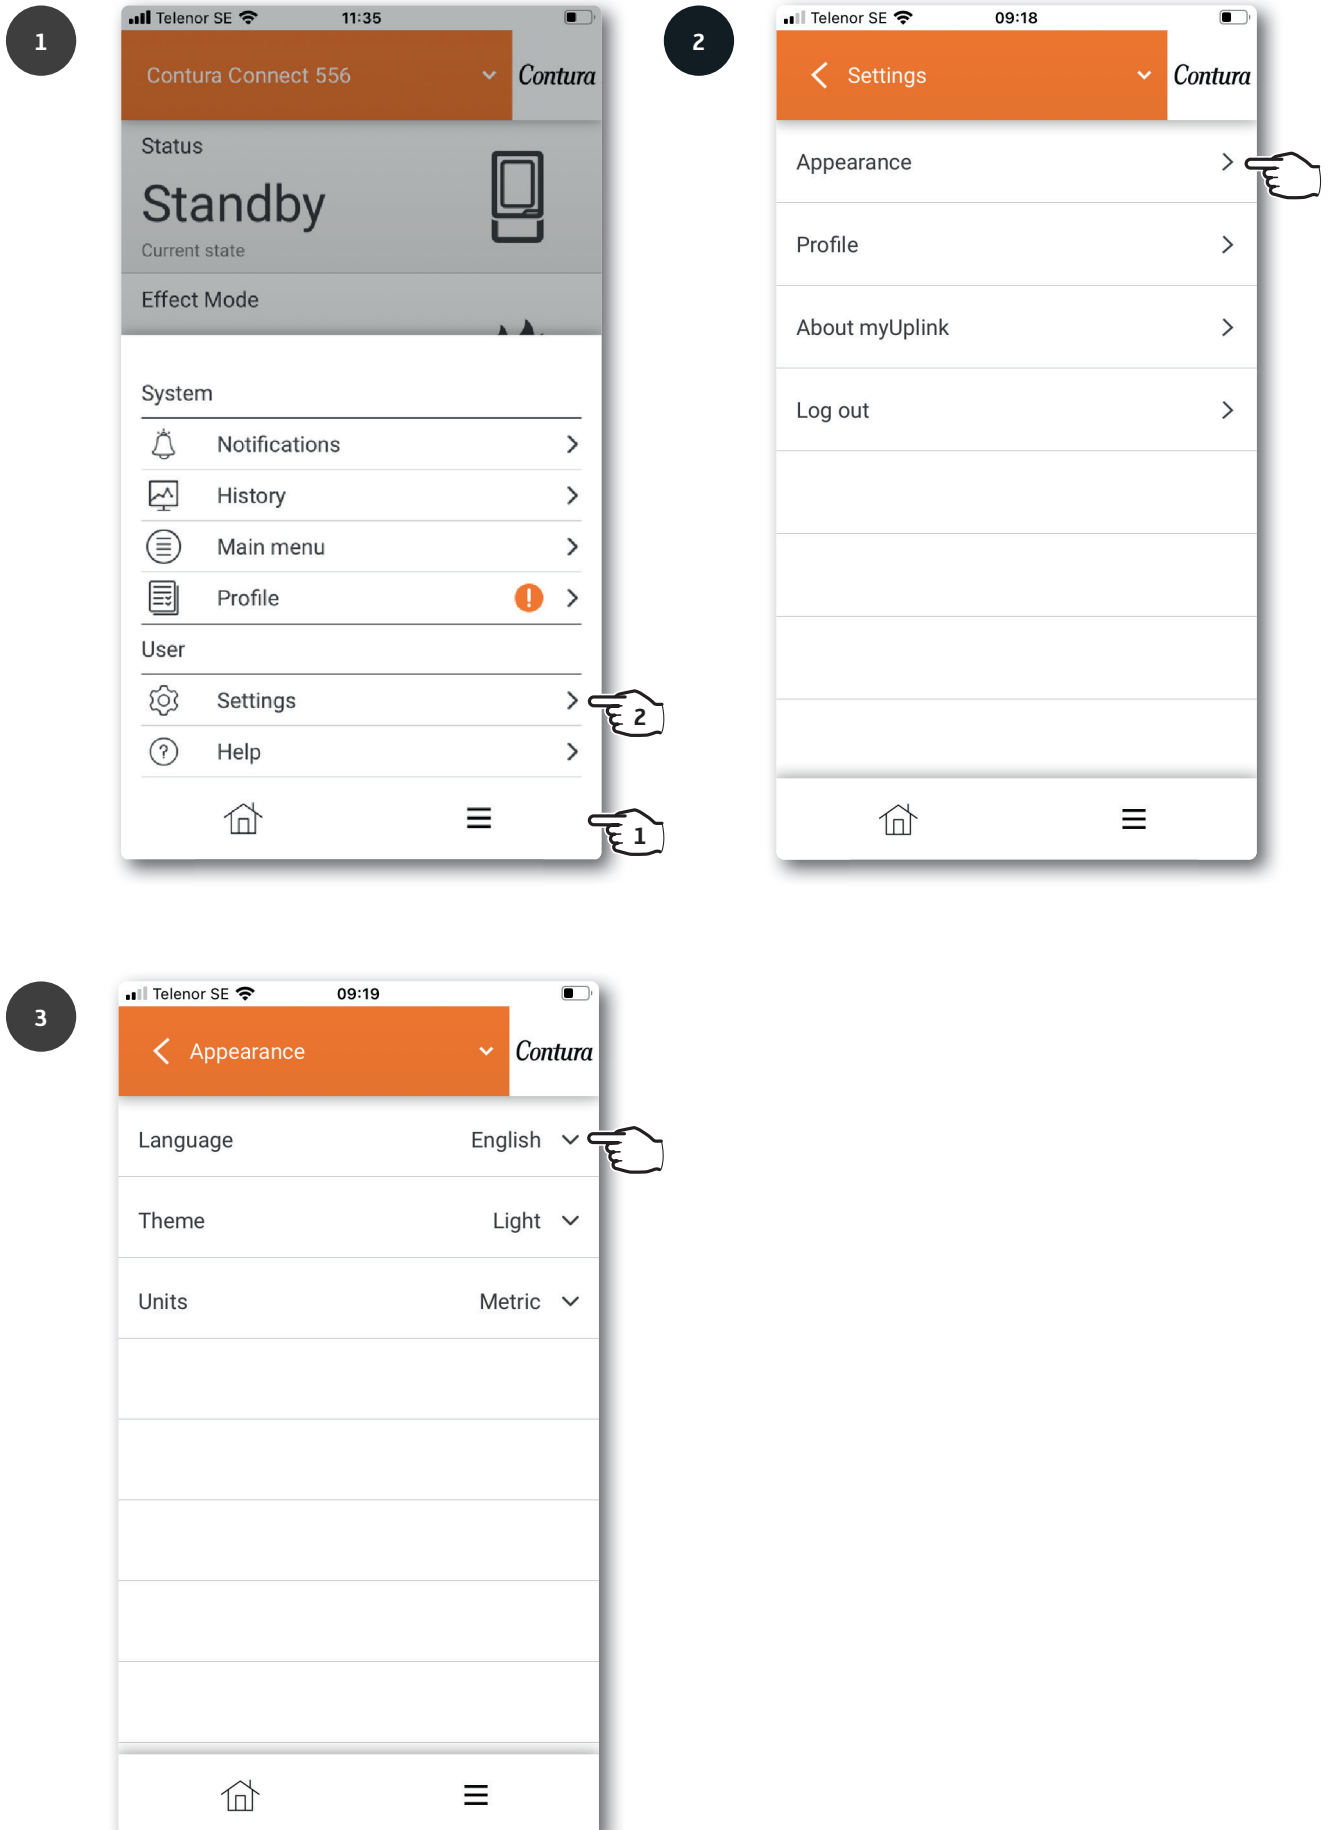 1
Telenor SE 11:35
Contura Connect 556
Contura
Status
Standby
Current state
Effect Mode
System
Notifications
History
Main menu
Profile !
User
Settings
2
? Help
1
2
Telenor SE 09:18
Settings
Contura
Appearance
Profile
About myUplink
Log out
3
Telenor SE 09:19
Appearance
Contura
Language English
Theme Light
Units Metric